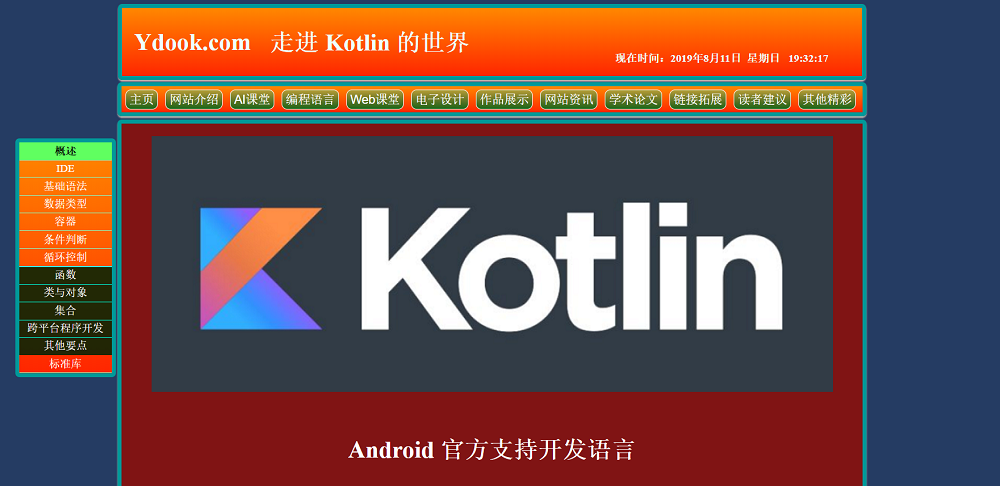 Ydook.com 走进 Kotlin 的世界
现在时间：2019年8月11日 星期日 19:32:17
主页 网站介绍 AI课堂 编程语言 Web课堂 电子设计 作品展示 网站资讯 学术论文 链接拓展 读者建议 其他精彩
概述
IDE
基础语法
数据类型
容器
条件判断
循环控制
函数
类与对象
集合
跨平台程序开发
其他要点
标准库
Kotlin
Android 官方支持开发语言